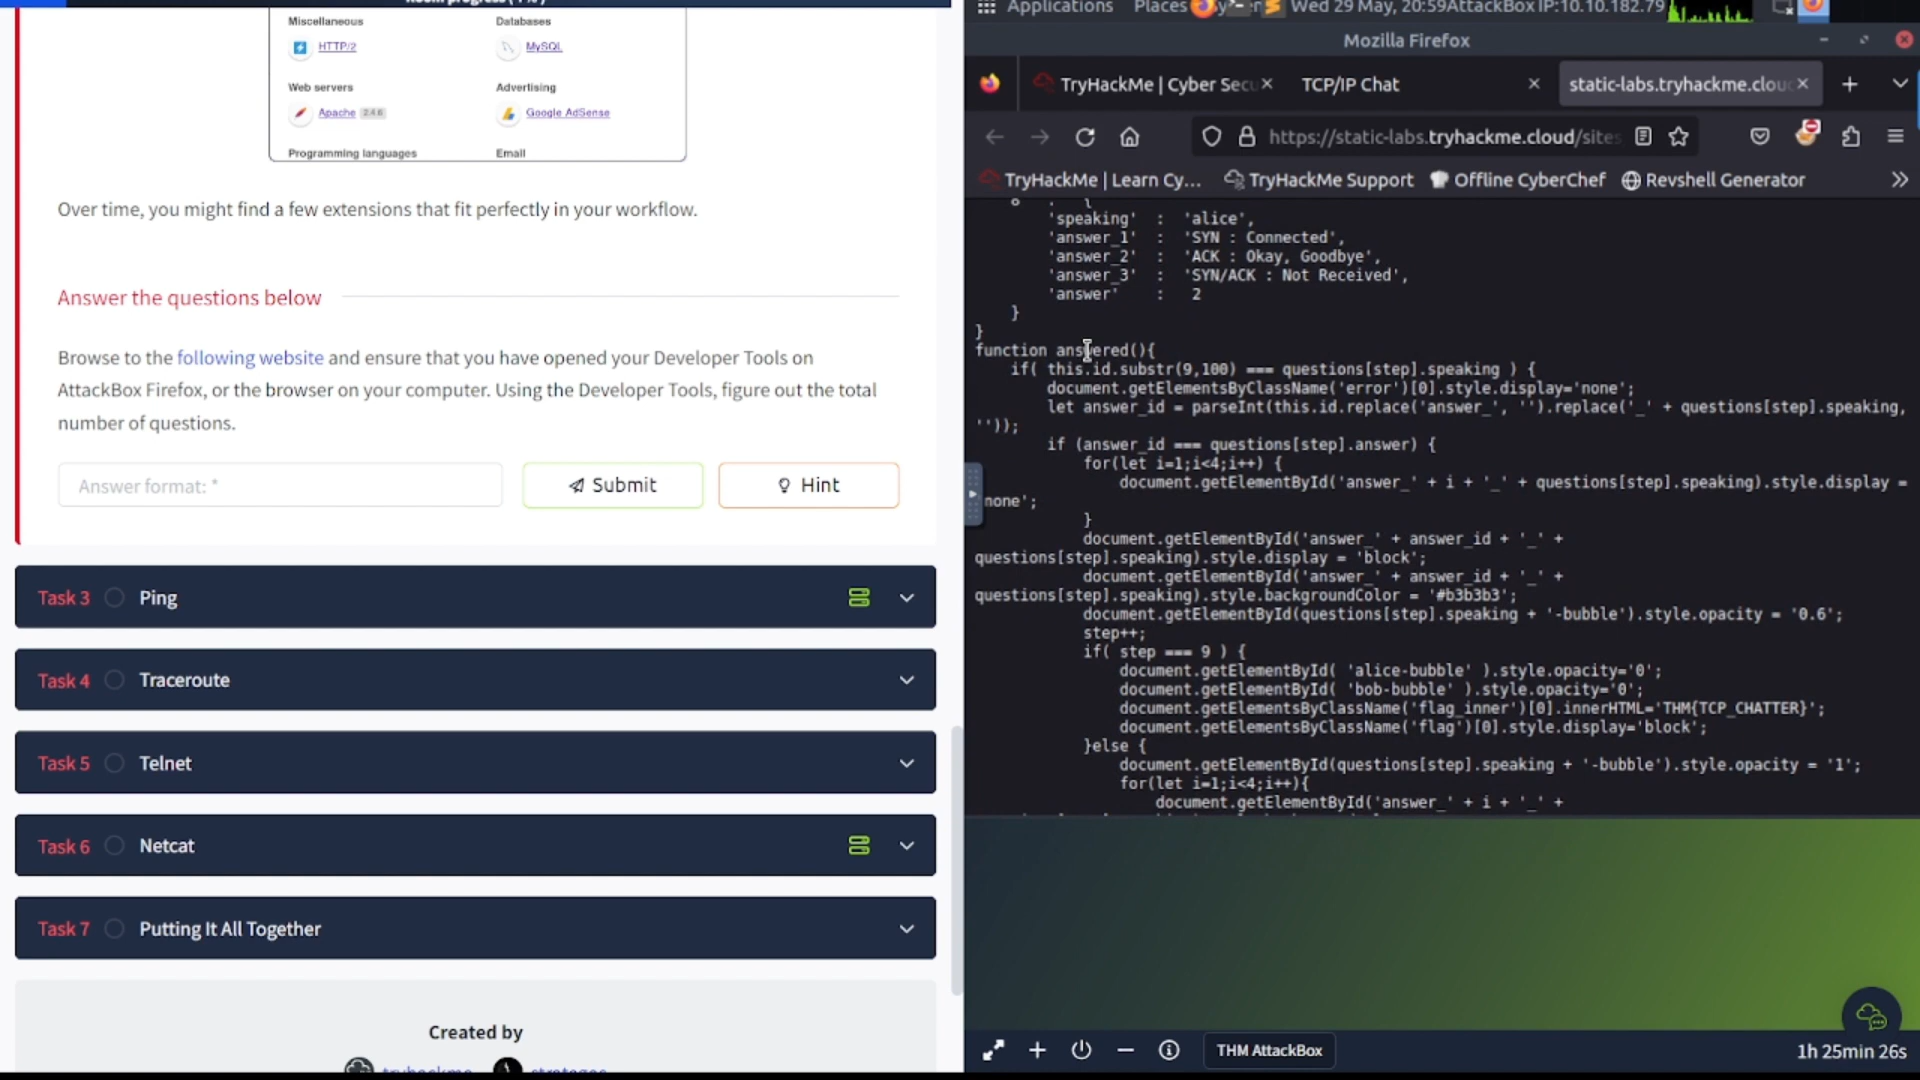 Miscellaneous
Databases
HTTP/2
MySQL
Web servers
Advertising
Apache 2.4.6
Google AdSense
Programming languages
Email
Over time, you might find a few extensions that fit perfectly in your workflow.
Answer the questions below
Browse to the following website and ensure that you have opened your Developer Tools on
AttackBox Firefox, or the browser on your computer. Using the Developer Tools, figure out the total
number of questions.
Answer format: *
Submit
Hint
Task 3
Ping
Task 4
Traceroute
Task 5
Telnet
Task 6
Netcat
Task 7
Putting It All Together
Created by
Applications
Places
Wed 29 May, 20:59
AttackBox IP:10.10.182.79
Mozilla Firefox
TryHackMe | Cyber Secu
TCP/IP Chat
static-labs.tryhackme.clou
https://static-labs.tryhackme.cloud/sites
TryHackMe | Learn Cy...
TryHackMe Support
Offline CyberChef
Revshell Generator
'speaking' : 'alice',
'answer_1' : 'SYN : Connected',
'answer_2' : 'ACK : Okay, Goodbye',
'answer_3' : 'SYN/ACK : Not Received',
'answer' : 2
}
}
function answered(){
if( this.id.substr(9,100) === questions[step].speaking ) {
document.getElementsByClassName('error')[0].style.display='none';
let answer_id = parseInt(this.id.replace('answer_', '').replace('_' + questions[step].speaking,
''));
if (answer_id === questions[step].answer) {
for(let i=1;i<4;i++) {
document.getElementById('answer_' + i + '_' + questions[step].speaking).style.display =
none';
}
document.getElementById('answer_' + answer_id + '_' +
questions[step].speaking).style.display = 'block';
document.getElementById('answer_' + answer_id + '_' +
questions[step].speaking).style.backgroundColor = '#b3b3b3';
document.getElementById(questions[step].speaking + '-bubble').style.opacity = '0.6';
step++;
if( step === 9 ) {
document.getElementById( 'alice-bubble' ).style.opacity='0';
document.getElementById( 'bob-bubble' ).style.opacity='0';
document.getElementsByClassName('flag_inner')[0].innerHTML='THM{TCP_CHATTER}';
document.getElementsByClassName('flag')[0].style.display='block';
}else {
document.getElementById(questions[step].speaking + '-bubble').style.opacity = '1';
for(let i=1;i<4;i++){
document.getElementById('answer_' + i + '_' +
THM AttackBox
1h 25min 26s